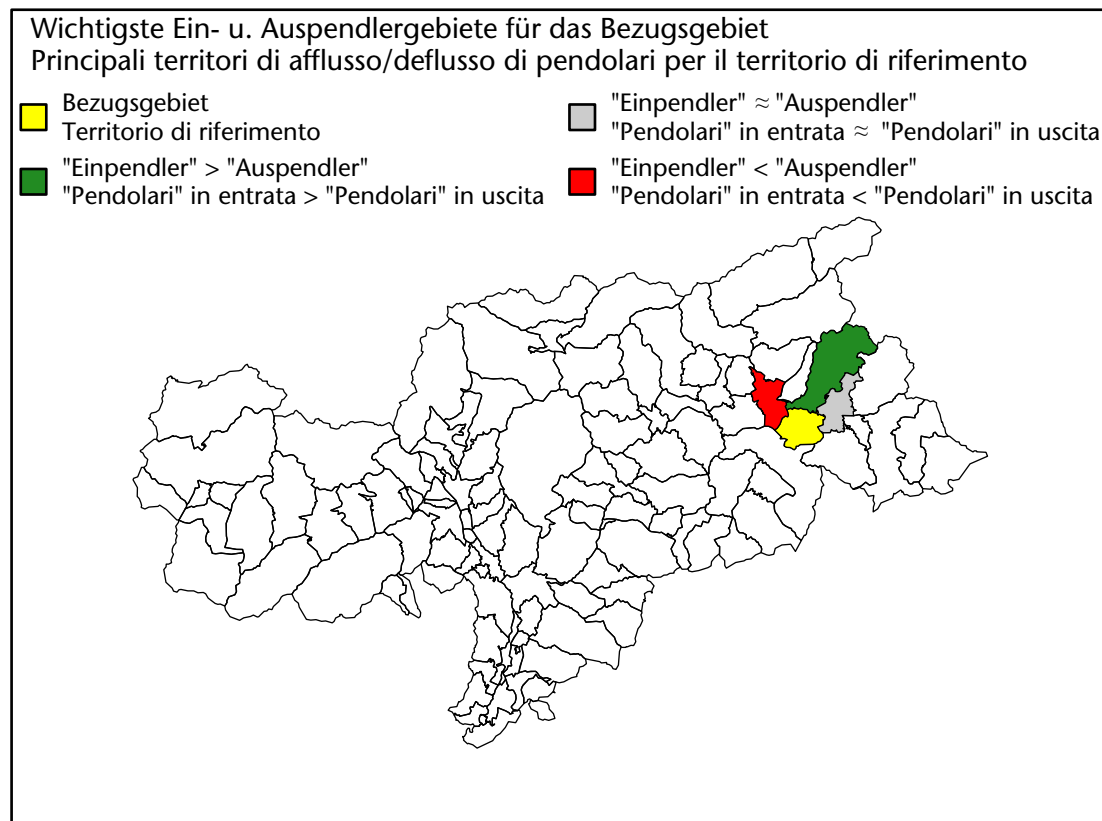 Wichtigste Ein- u. Auspendlergebiete für das Bezugsgebiet
Principali territori di afflusso/deflusso di pendolari per il territorio di riferimento
Bezugsgebiet
Territorio di riferimento
"Einpendler" > "Auspendler"
"Pendolari" in entrata > "Pendolari" in uscita
"Einpendler" ≈ "Auspendler"
"Pendolari" in entrata ≈ "Pendolari" in uscita
"Einpendler" < "Auspendler"
"Pendolari" in entrata < "Pendolari" in uscita